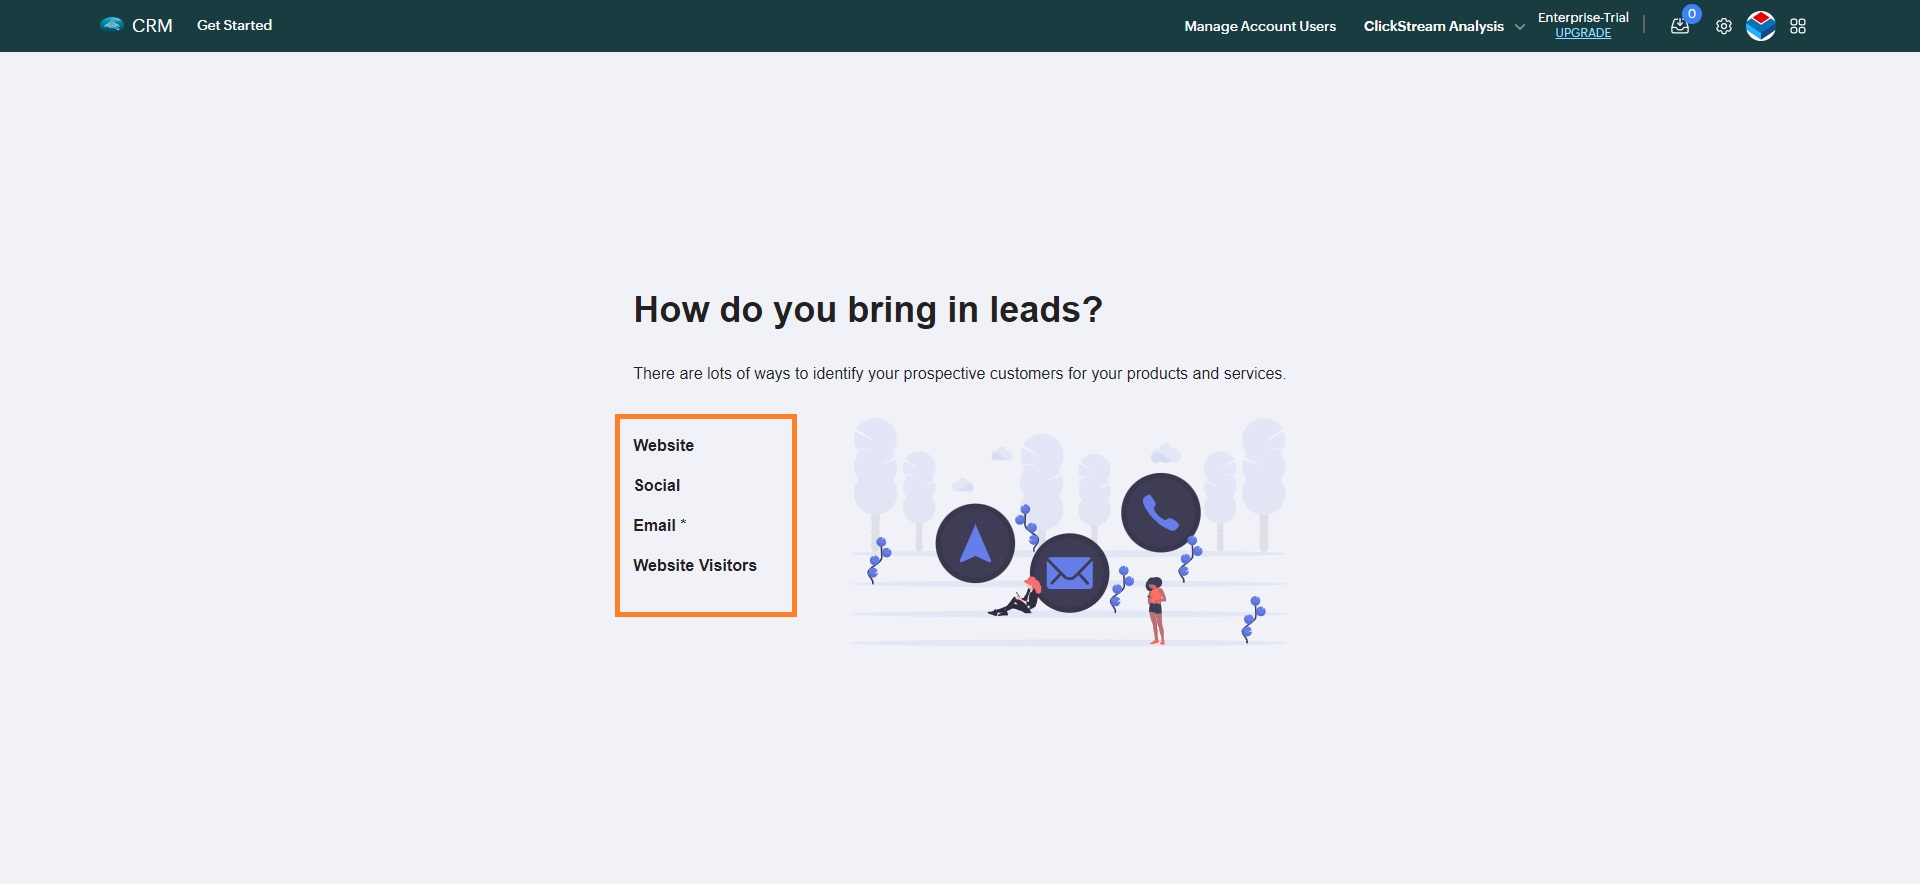 CRM
Get Started
Manage Account Users
ClickStream Analysis
Enterprise-Trial
UPGRADE
0
How do you bring in leads?
There are lots of ways to identify your prospective customers for your products and services.
Website
Social
Email *
Website Visitors